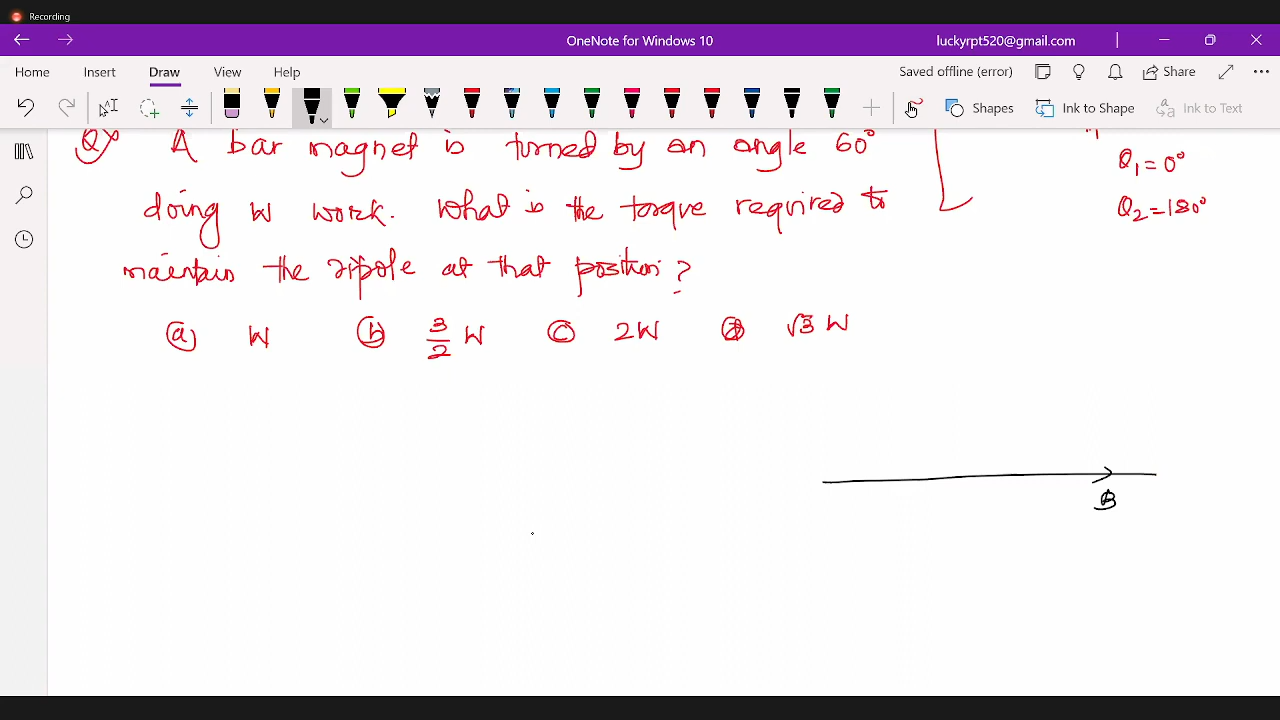 Recording
OneNote for Windows 10
luckyrpt520@gmail.com
Home Insert Draw View Help
Saved offline (error)
Share
Shapes
Ink to Shape
Ink to Text
Q) A bar magnet is turned by an angle 60°
doing W work. What is the torque required to
maintain the dipole at that position?
(a) W (b) 3/2 W (c) 2W (d) √3 W
θ₁ = 0°
θ₂ = 180°
B